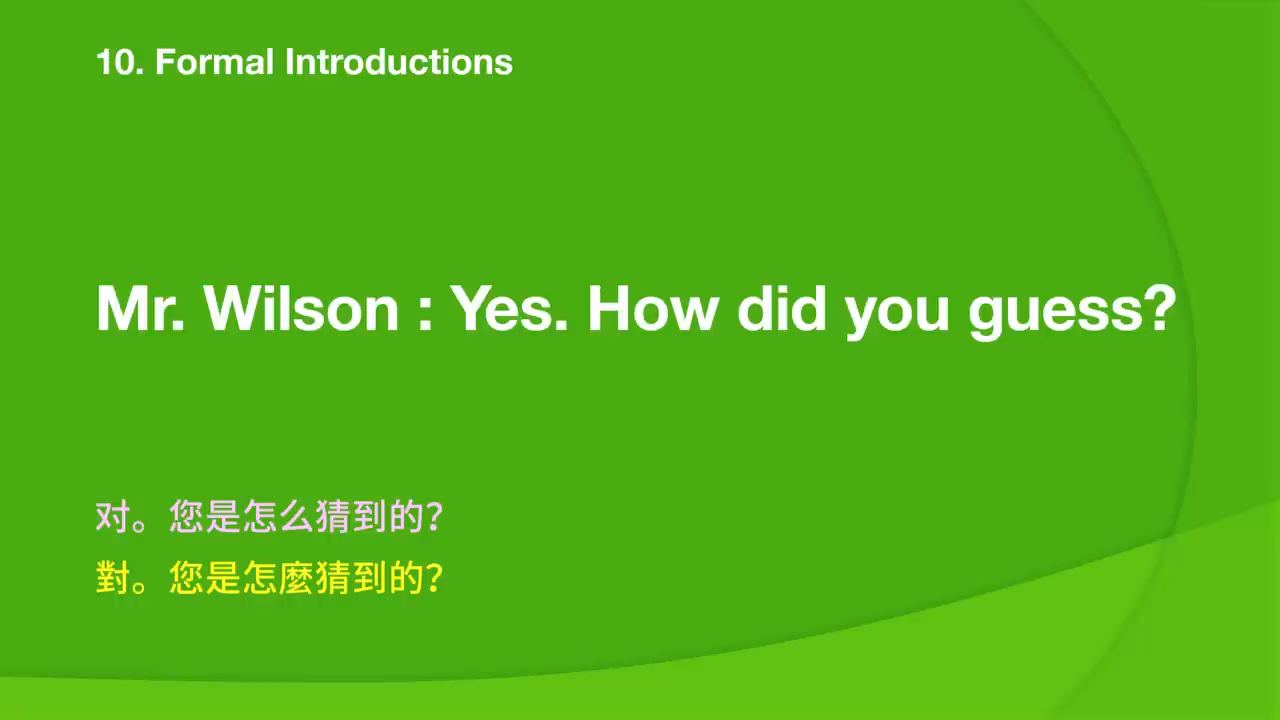 10. Formal Introductions
Mr. Wilson : Yes. How did you guess?
对。您是怎么猜到的?
對。您是怎麼猜到的?